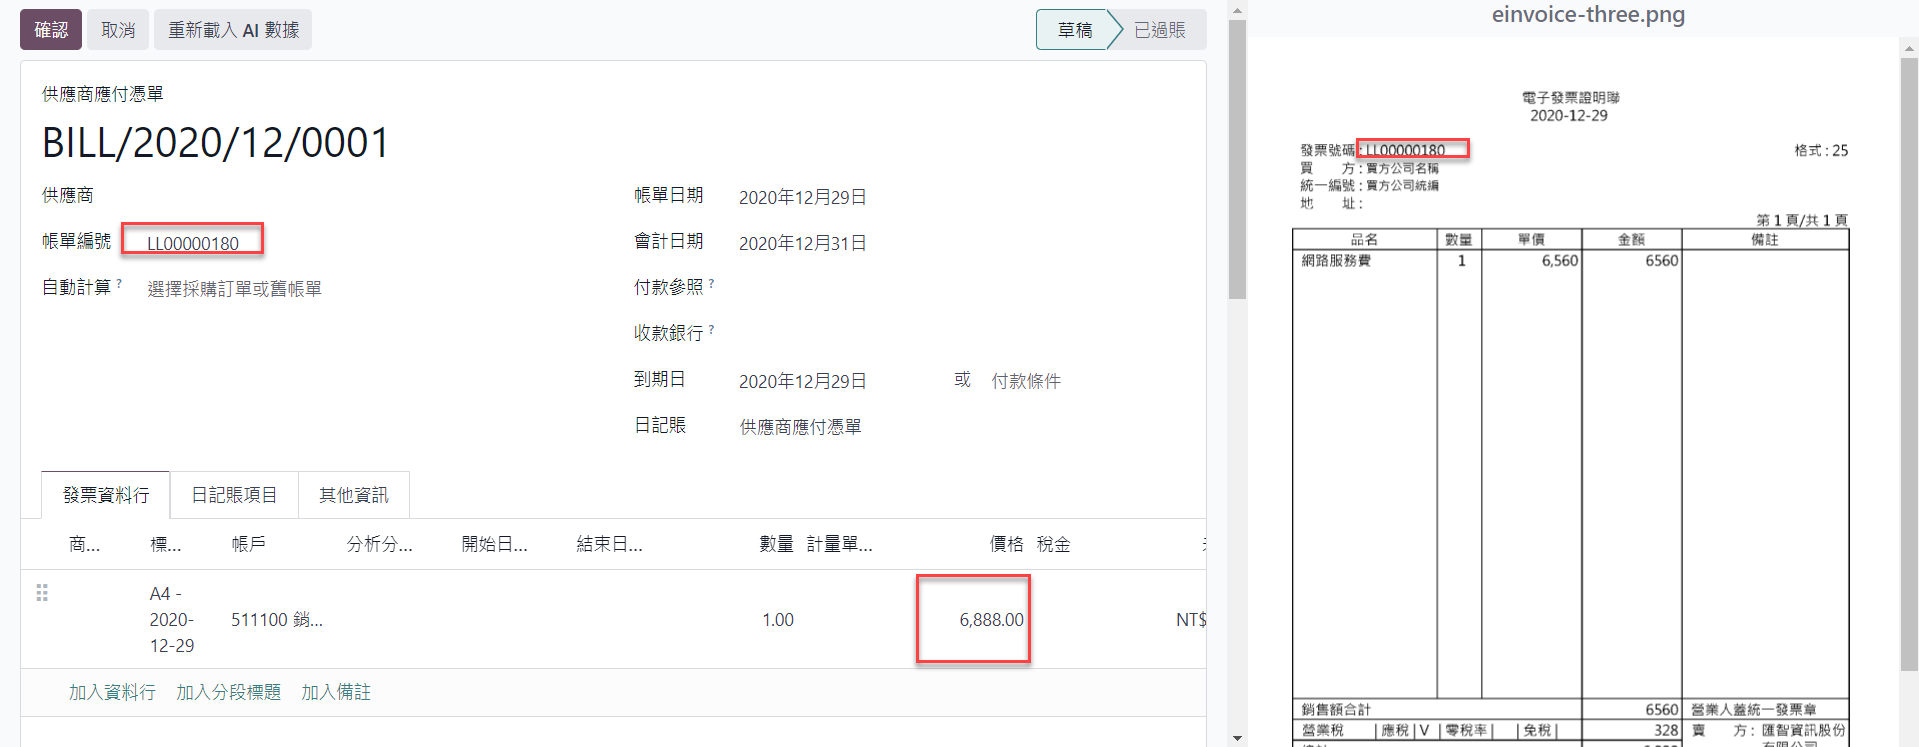 確認 取消 重新載入 AI 數據 草稿 已過賬
供應商應付憑單
BILL/2020/12/0001
供應商
帳單編號 LL00000180
自動計算 ? 選擇採購訂單或舊帳單
帳單日期 2020年12月29日
會計日期 2020年12月31日
付款參照 ?
收款銀行 ?
到期日 2020年12月29日 或 付款條件
日記賬 供應商應付憑單
發票資料行 日記賬項目 其他資訊
商... 標... 帳戶 分析分... 開始日... 結束日... 數量 計量單... 價格 稅金
A4 -
2020-
12-29
511100 銷... 1.00 6,888.00 NT$
加入資料行 加入分段標題 加入備註
einvoice-three.png
電子發票證明聯
2020-12-29
發票號碼 : LL00000180 格式 : 25
買 方 : 買方公司名稱
統一編號 : 買方公司統編
地 址 :
第 1 頁/共 1 頁
品名 數量 單價 金額 備註
網路服務費 1 6,560 6560
銷售額合計 6560 營業人蓋統一發票章
營業稅 應稅 V 零稅率 免稅 328 賣 方 : 匯智資訊股份